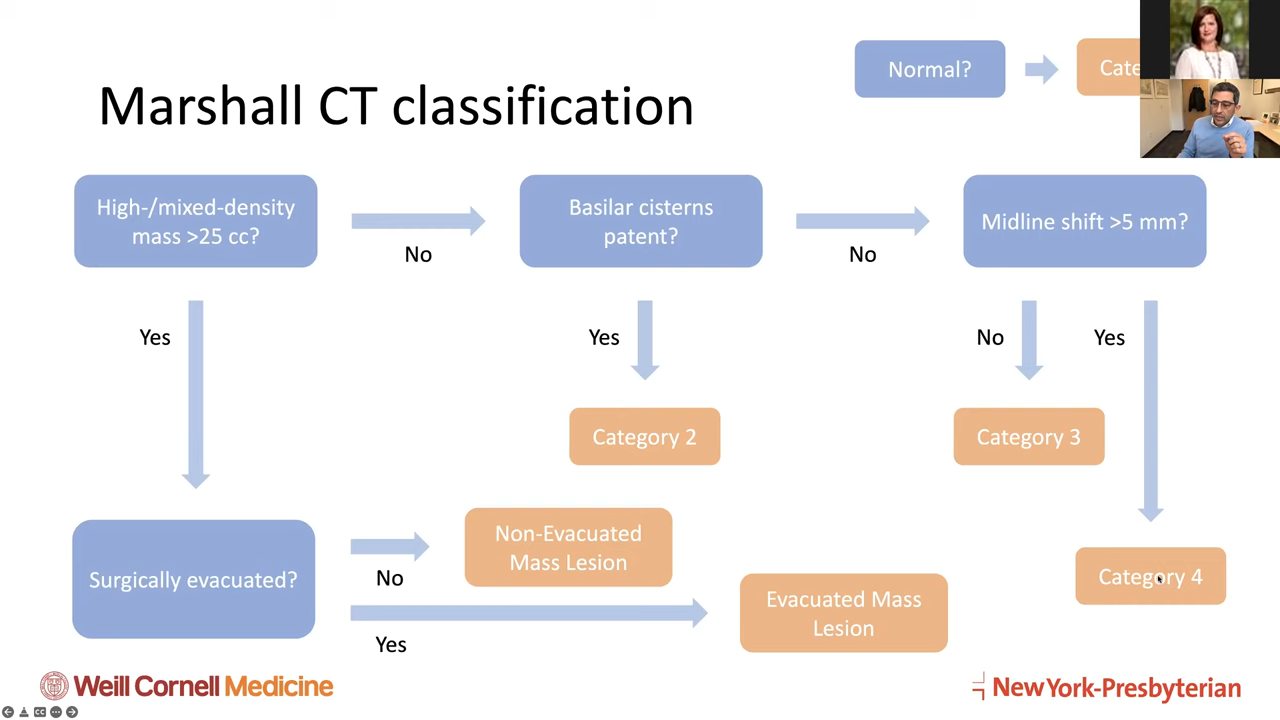 Normal?
Marshall CT classification
High-/mixed-density
mass >25 cc?
No
Basilar cisterns
patent?
No
Midline shift >5 mm?
Yes
Yes
No
Yes
Category 2
Category 3
Surgically evacuated?
No
Yes
Non-Evacuated
Mass Lesion
Evacuated Mass
Lesion
Category 4
Weill Cornell Medicine
NewYork-Presbyterian